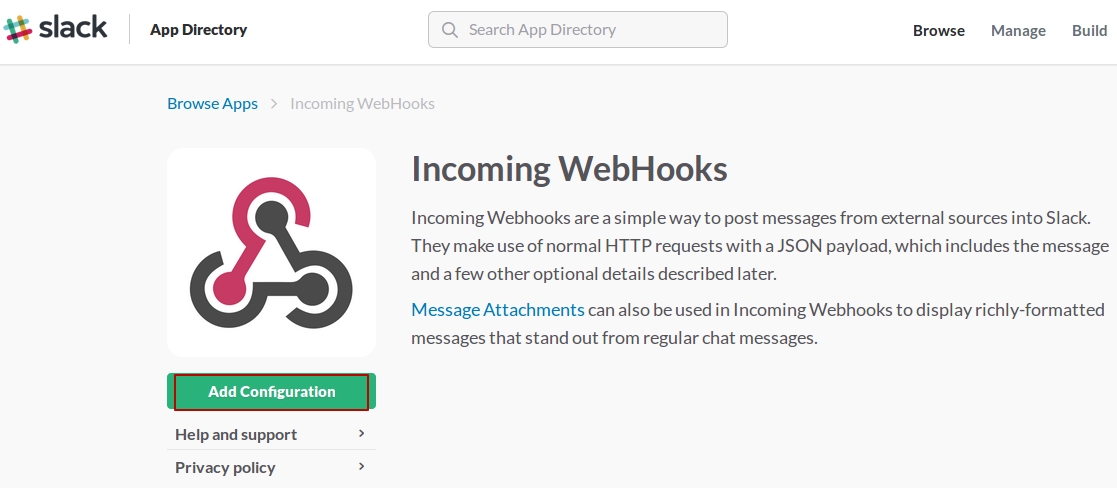 slack App Directory Search App Directory Browse Manage Build
Browse Apps > Incoming WebHooks
Incoming WebHooks
Incoming Webhooks are a simple way to post messages from external sources into Slack.
They make use of normal HTTP requests with a JSON payload, which includes the message
and a few other optional details described later.
Message Attachments can also be used in Incoming Webhooks to display richly-formatted
messages that stand out from regular chat messages.
Add Configuration
Help and support >
Privacy policy >